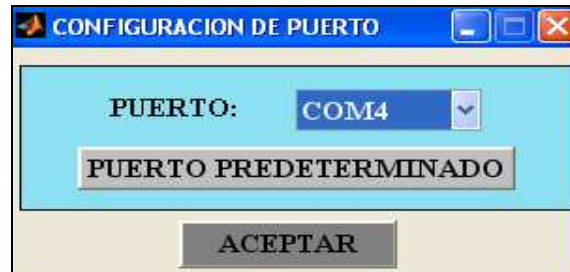 CONFIGURACION DE PUERTO
PUERTO: COM4
PUERTO PREDETERMINADO
ACEPTAR